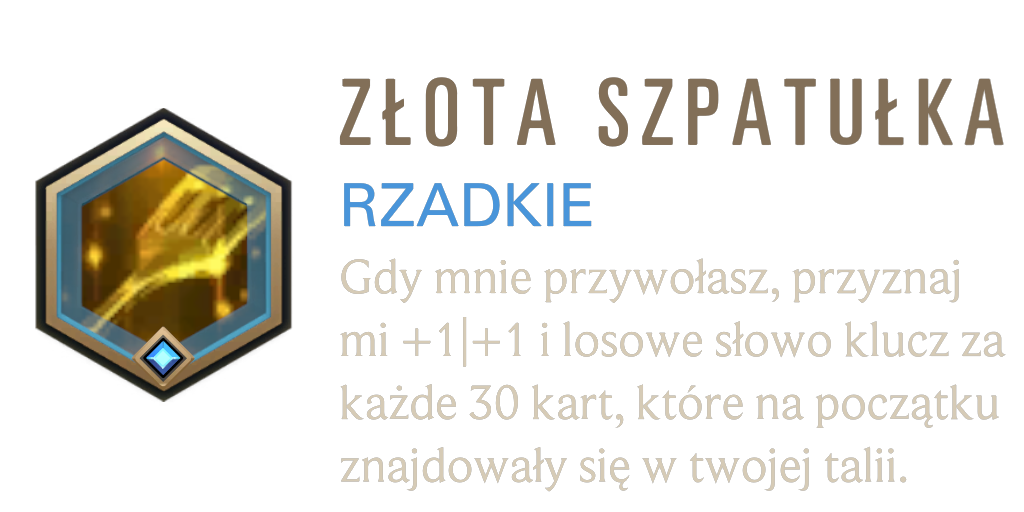 ZŁOTA SZPATUŁKA
RZADKIE
Gdy mnie przywołasz, przyznaj
mi +1|+1 i losowe słowo klucz za
każde 30 kart, które na początku
znajdowały się w twojej talii.